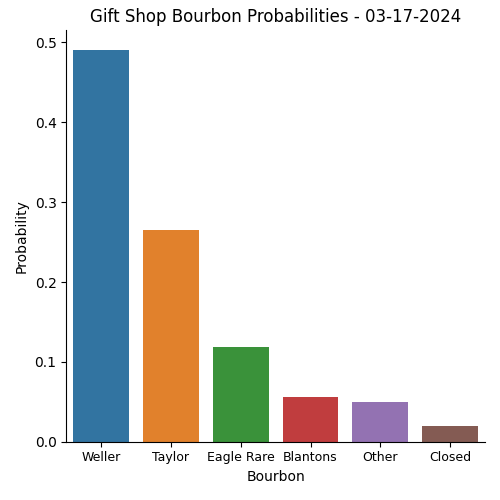 Gift Shop Bourbon Probabilities - 03-17-2024
0.5
0.4
0.3
0.2
0.1
0.0
Probability
Weller Taylor Eagle Rare Blantons Other Closed
Bourbon